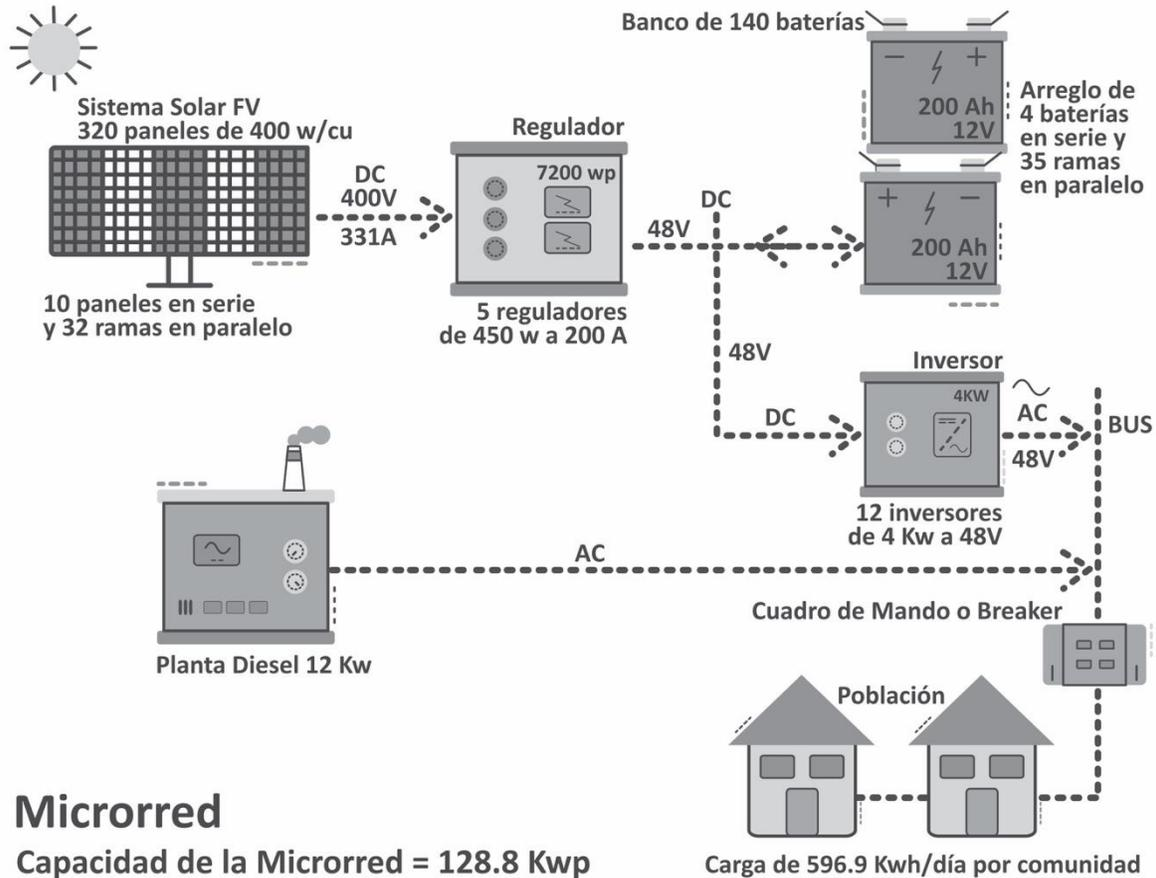 Banco de 140 baterías
200 Ah
12V
Arreglo de
4 baterías
en serie y
35 ramas
en paralelo
200 Ah
12V
Sistema Solar FV
320 paneles de 400 w/cu
DC
400V
331A
10 paneles en serie
y 32 ramas en paralelo
Regulador
7200 wp
5 reguladores
de 450 w a 200 A
48V
DC
48V
DC
Inversor
4KW
12 inversores
de 4 Kw a 48V
AC
48V
BUS
AC
Planta Diesel 12 Kw
Cuadro de Mando o Breaker
Población
Carga de 596.9 Kwh/día por comunidad
Microrred
Capacidad de la Microrred = 128.8 Kwp